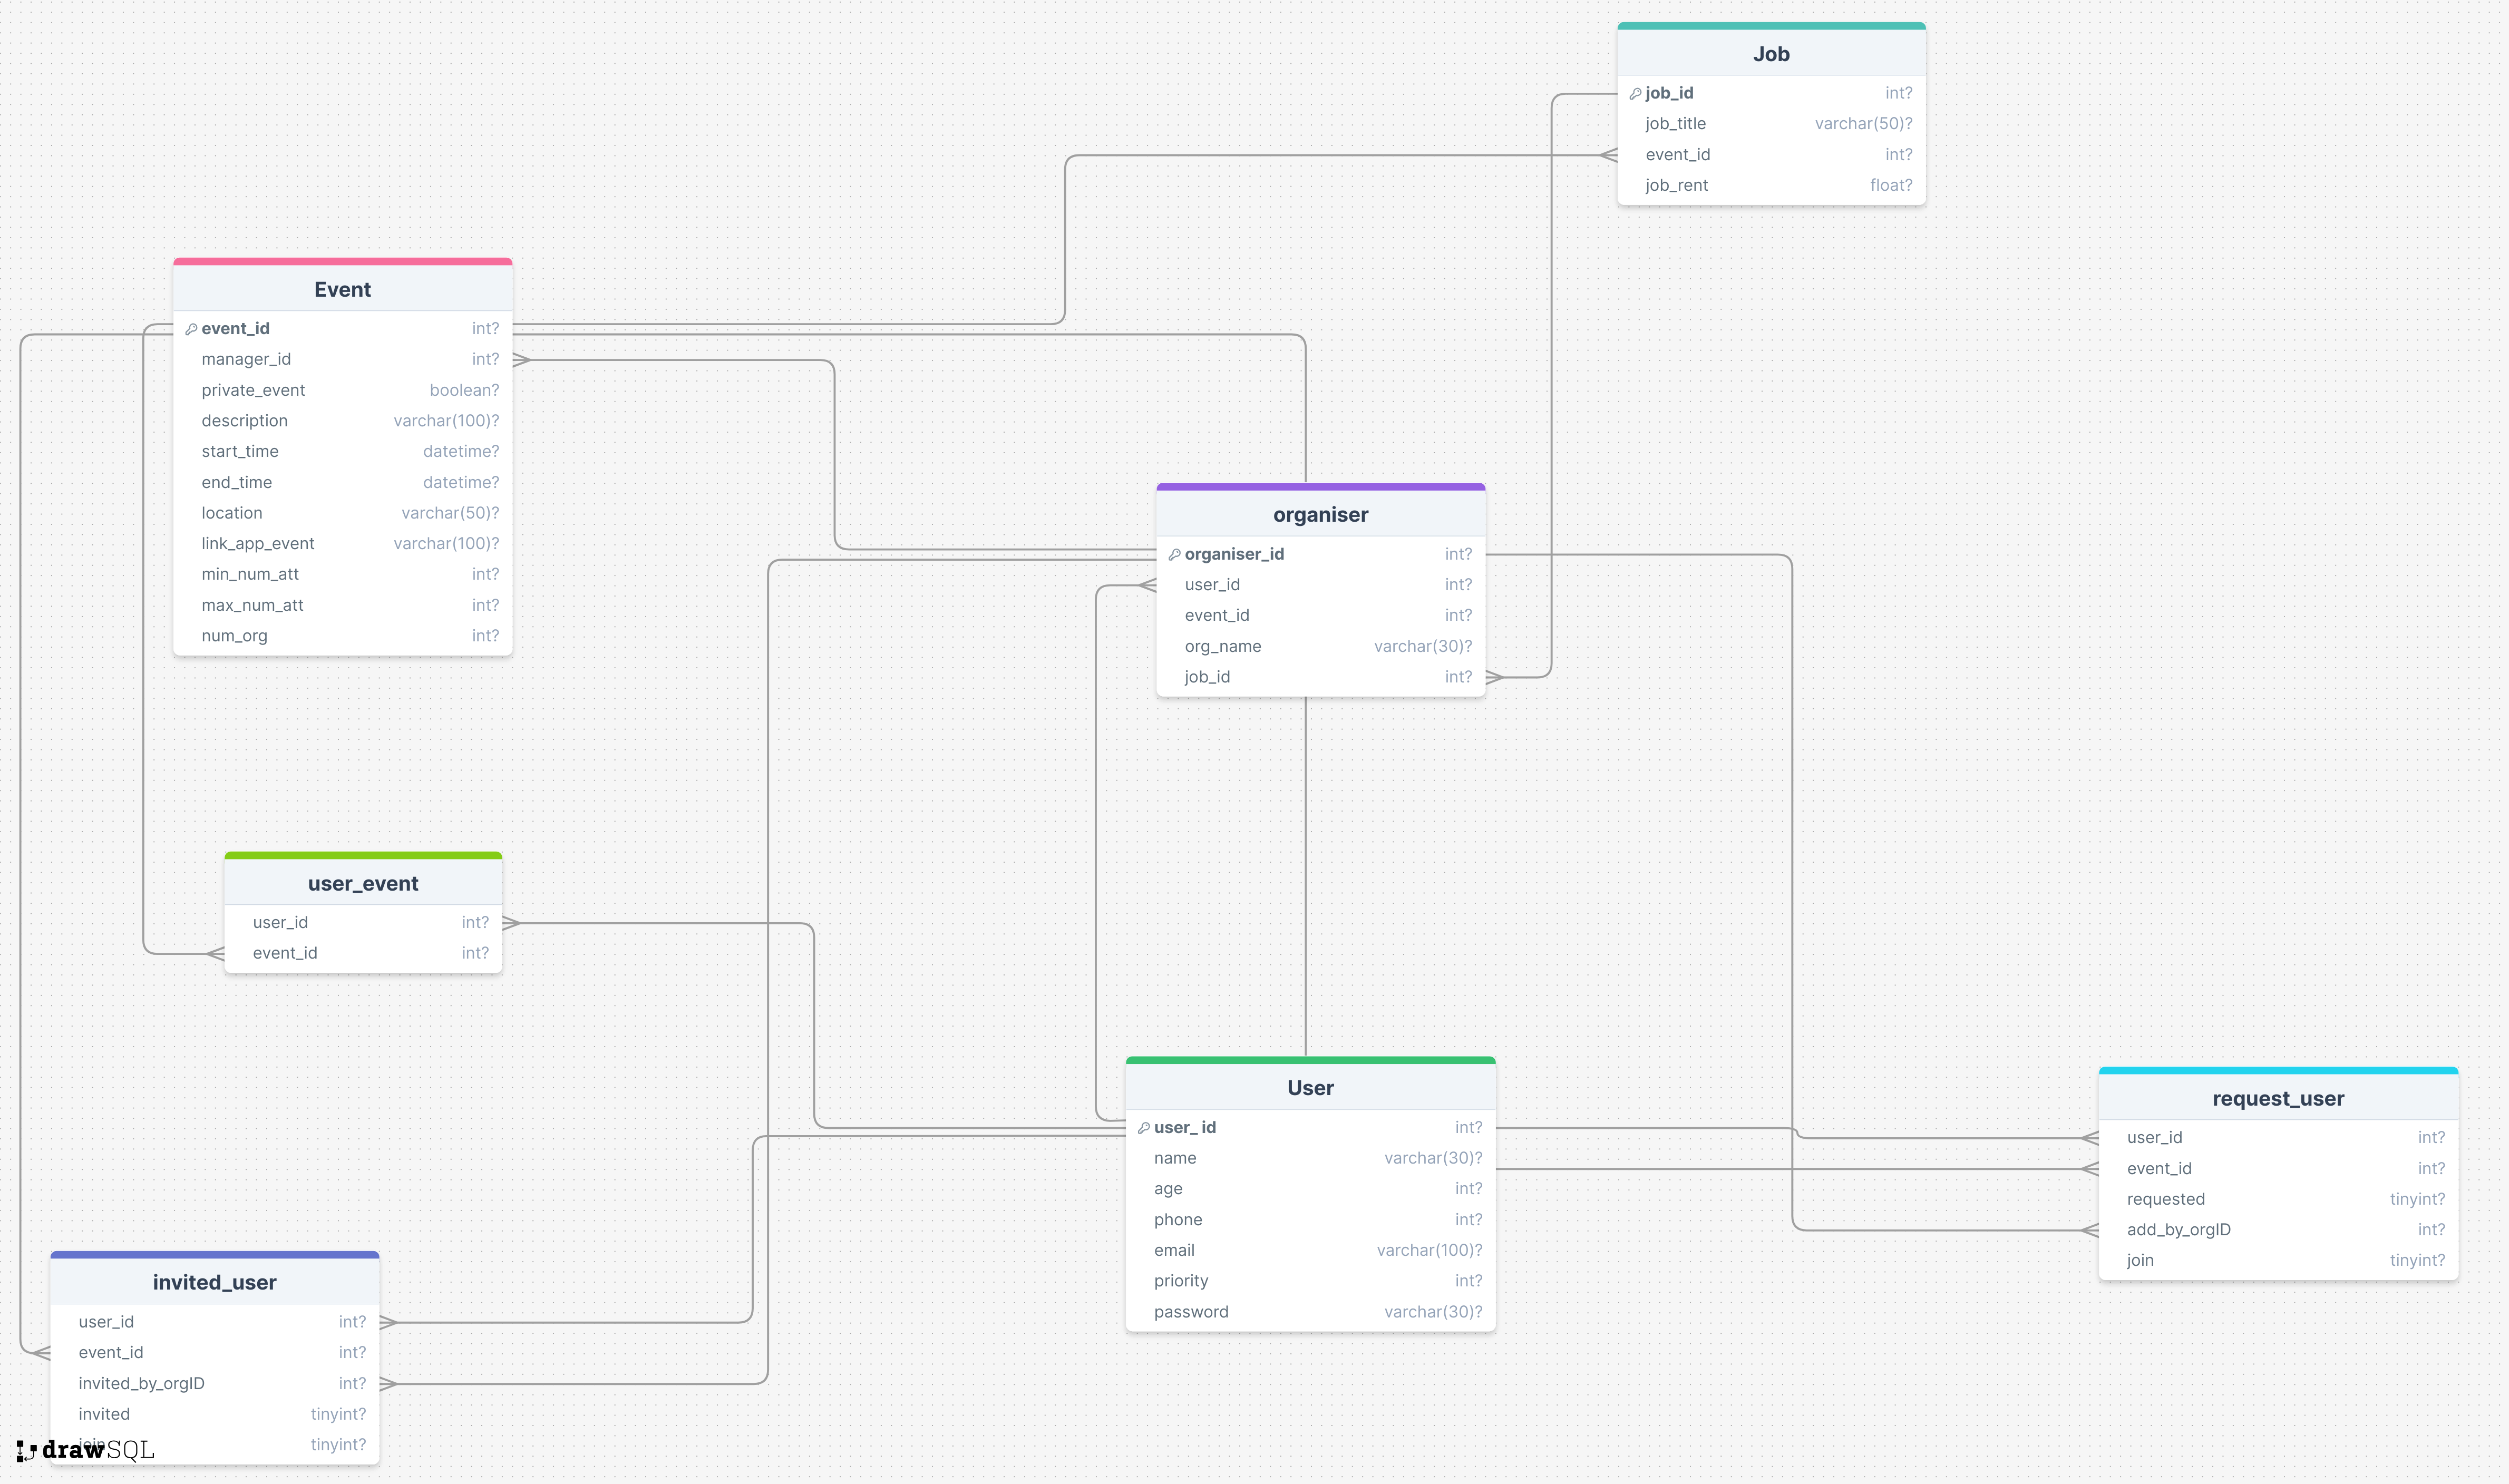 Job
job_id int?
job_title varchar(50)?
event_id int?
job_rent float?
Event
event_id int?
manager_id int?
private_event boolean?
description varchar(100)?
start_time datetime?
end_time datetime?
location varchar(50)?
link_app_event varchar(100)?
min_num_att int?
max_num_att int?
num_org int?
organiser
organiser_id int?
user_id int?
event_id int?
org_name varchar(30)?
job_id int?
user_event
user_id int?
event_id int?
User
user_ id int?
name varchar(30)?
age int?
phone int?
email varchar(100)?
priority int?
password varchar(30)?
request_user
user_id int?
event_id int?
requested tinyint?
add_by_orgID int?
join tinyint?
invited_user
user_id int?
event_id int?
invited_by_orgID int?
invited tinyint?
join tinyint?
drawSQL